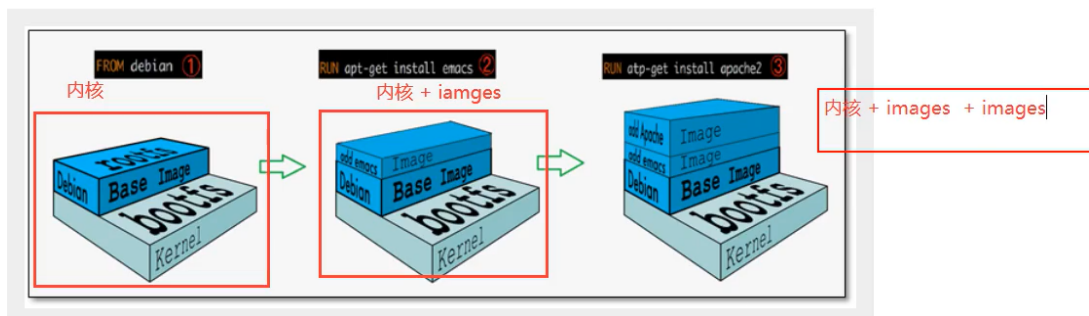 FROM debian ①
RUN apt-get install emacs ②
RUN atp-get install apache2 ③
内核
内核 + iamges
内核 + images + images
rootfs
Debian
Base Image
bootfs
Kernel
add emacs
Image
Debian
Base Image
bootfs
Kernel
add Apache
Image
add emacs
Image
Debian
Base Image
bootfs
Kernel